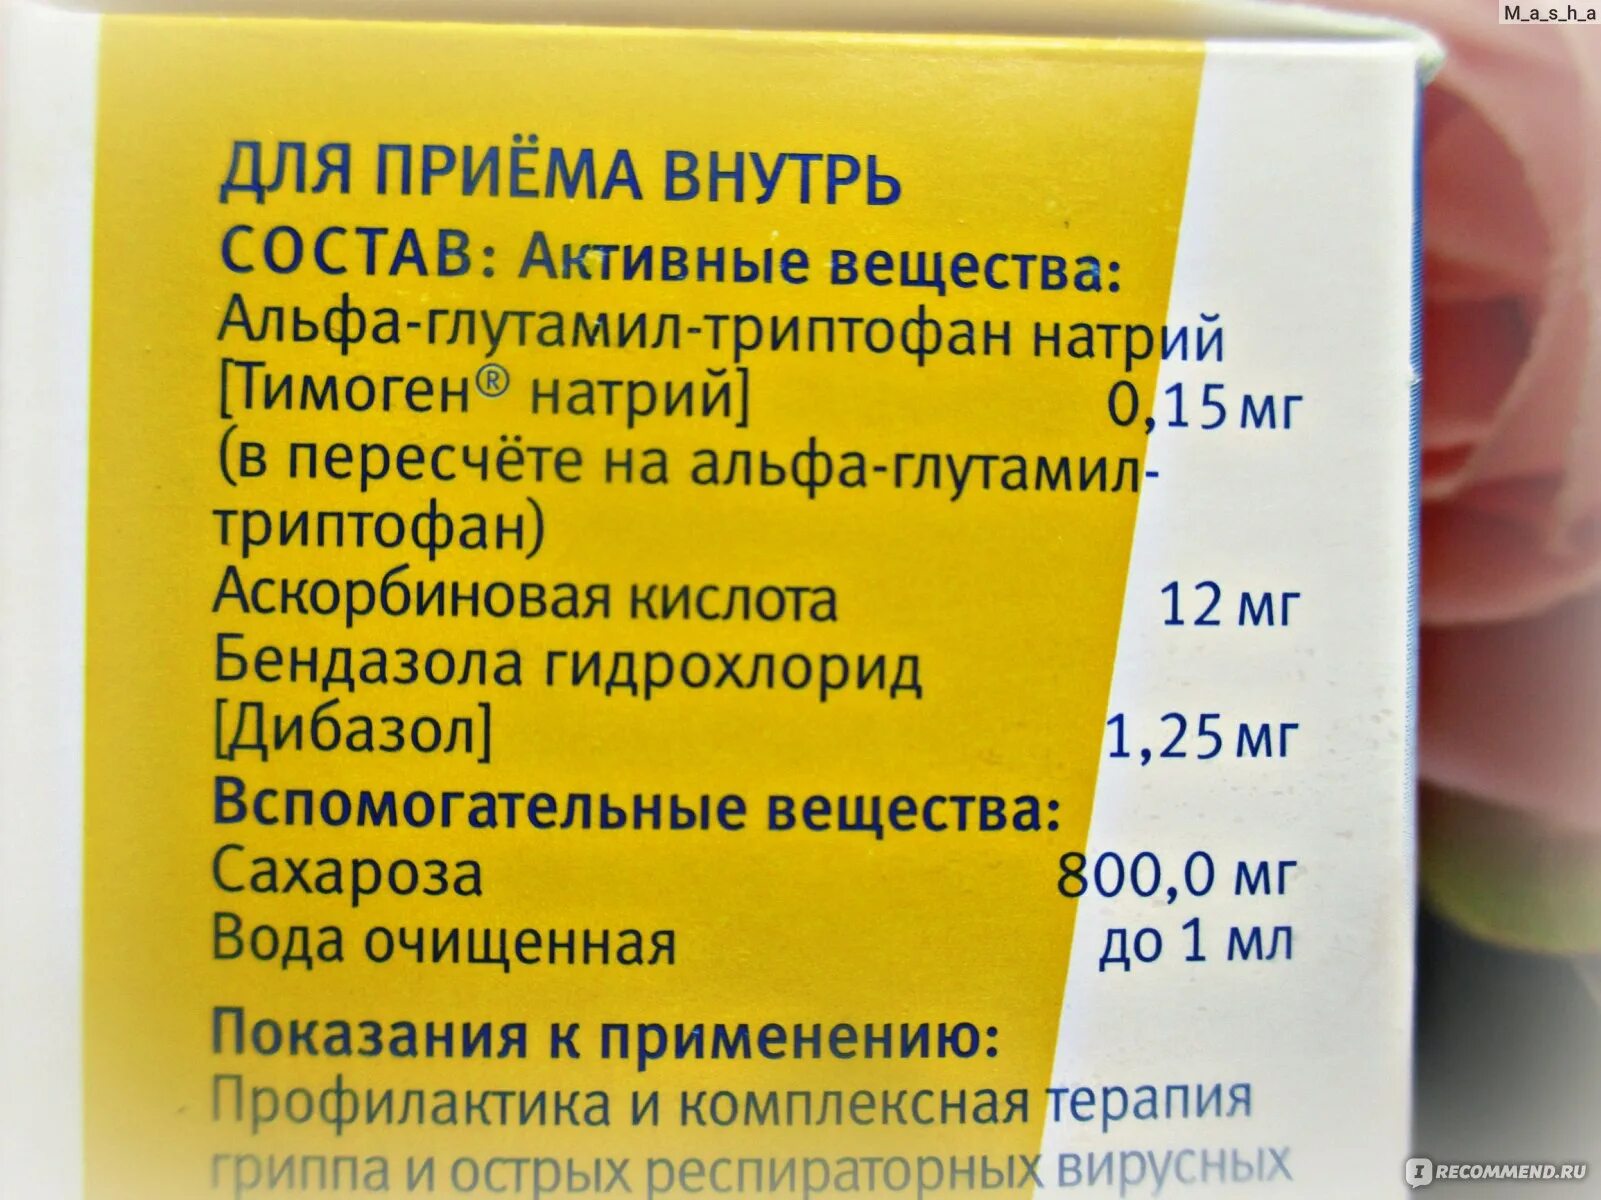 M_a_s_h_a
ДЛЯ ПРИЁМА ВНУТРЬ
СОСТАВ: Активные вещества:
Альфа-глутамил-триптофан натрий
[Тимоген® натрий] 0,15 мг
(в пересчёте на альфа-глутамил-
триптофан)
Аскорбиновая кислота 12 мг
Бендазола гидрохлорид
[Дибазол] 1,25 мг
Вспомогательные вещества:
Сахароза 800,0 мг
Вода очищенная до 1 мл
Показания к применению:
Профилактика и комплексная терапия
гриппа и острых респираторных вирусных
IRECOMMEND.RU